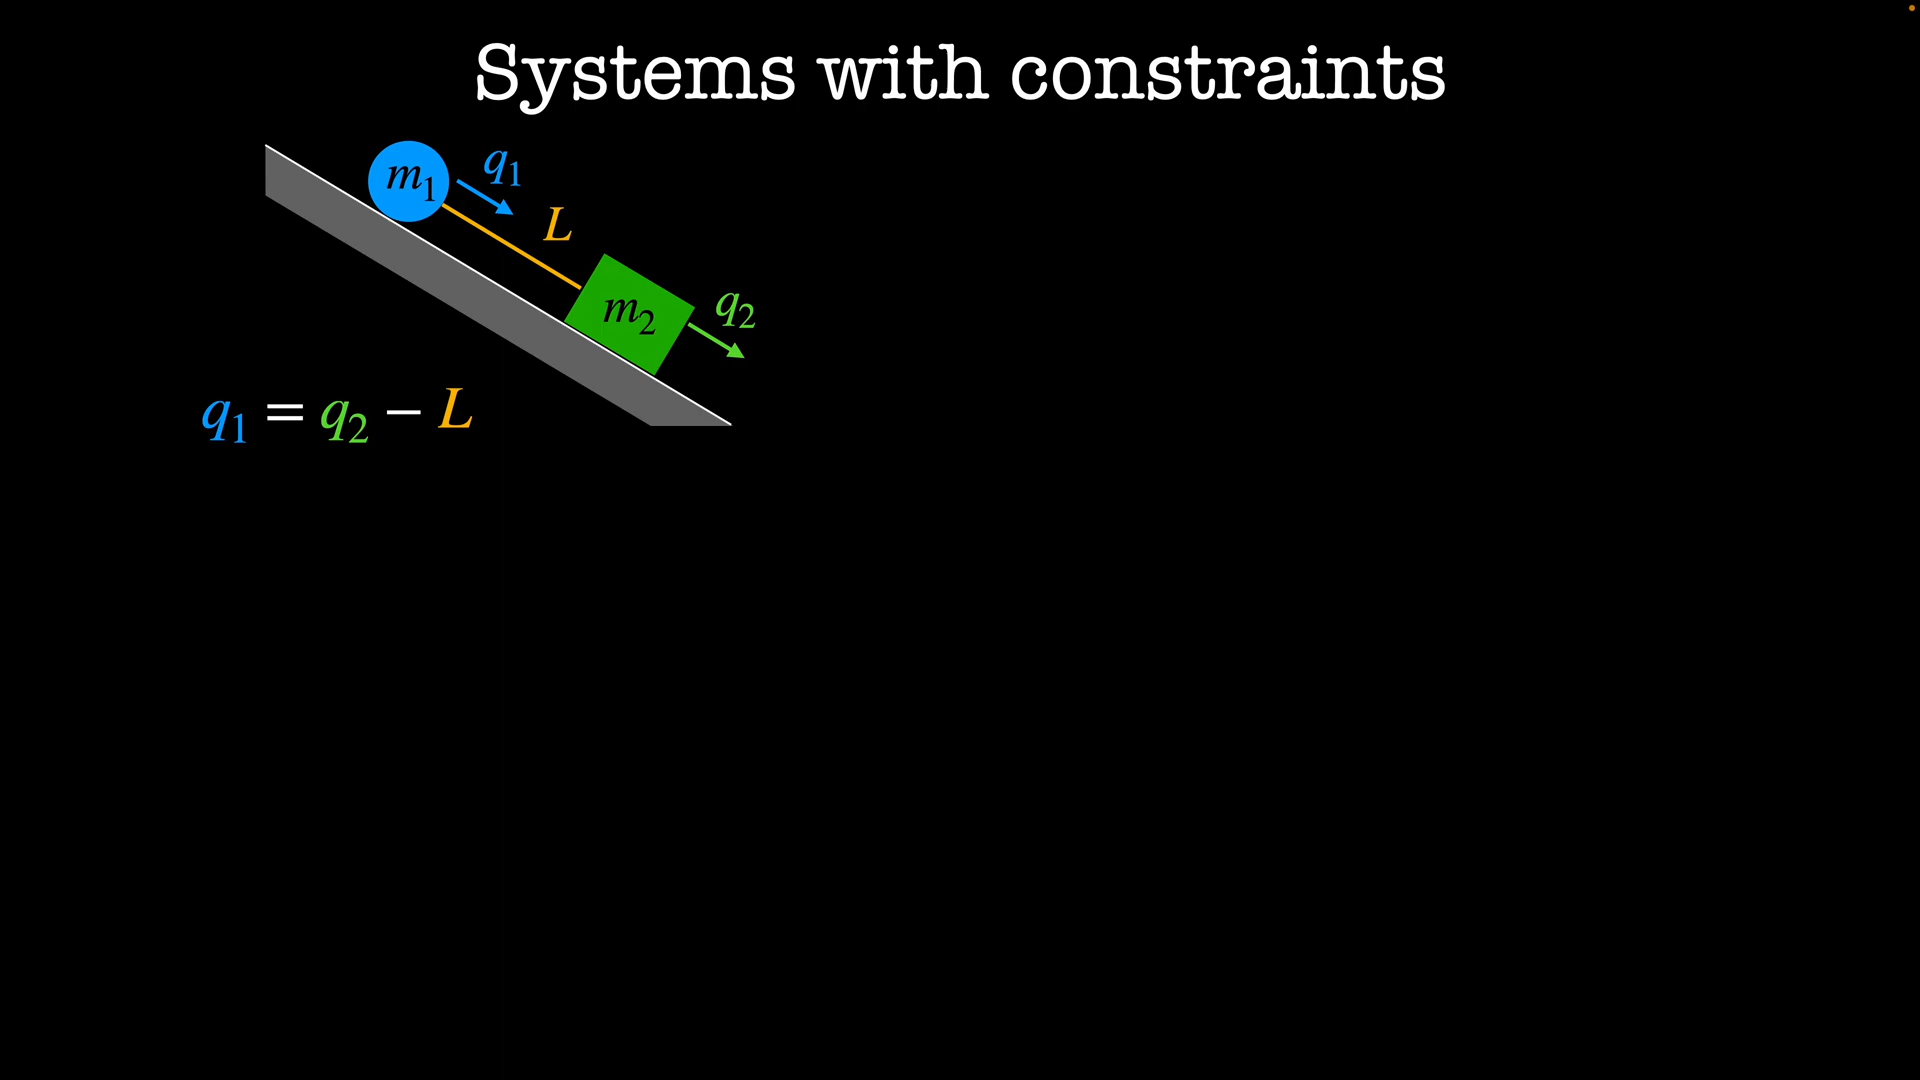 Systems with constraints
m₁
q₁
L
m₂
q₂
q₁ = q₂ − L